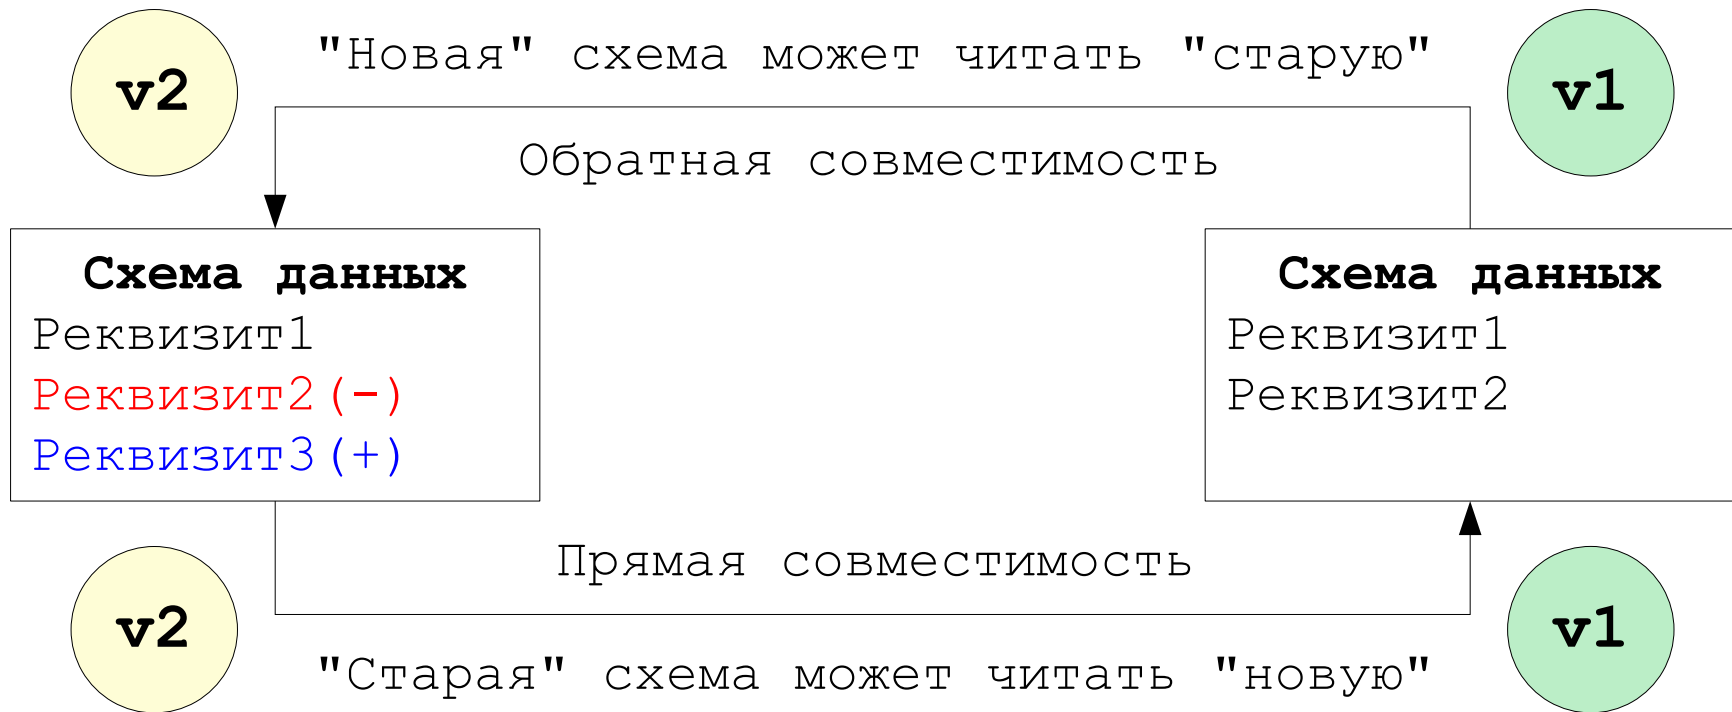 v2
"Новая" схема может читать "старую"
v1
Обратная совместимость
Схема данных
Реквизит1
Реквизит2(-)
Реквизит3(+)
Схема данных
Реквизит1
Реквизит2
Прямая совместимость
v2
"Старая" схема может читать "новую"
v1